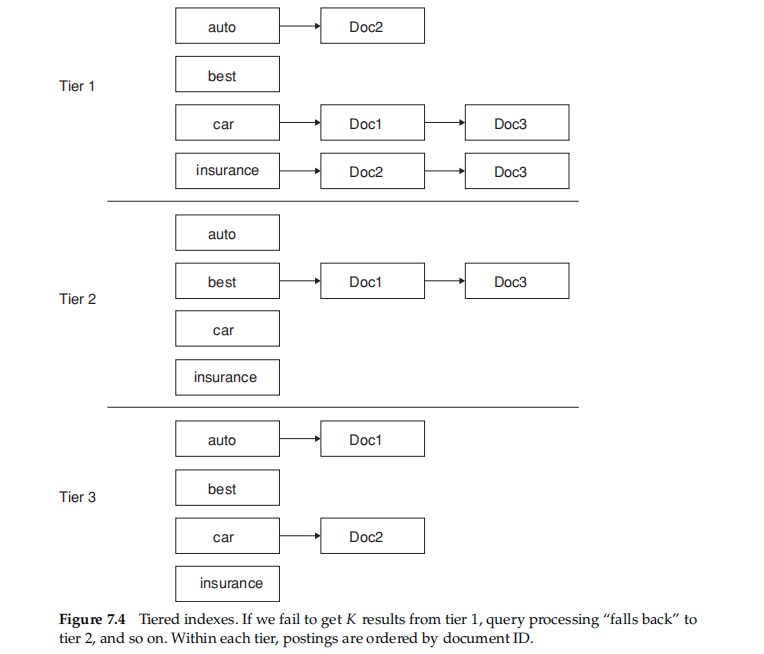 auto Doc2
best
Tier 1
car Doc1 Doc3
insurance Doc2 Doc3
auto
best Doc1 Doc3
Tier 2
car
insurance
auto Doc1
best
Tier 3
car Doc2
insurance
Figure 7.4 Tiered indexes. If we fail to get K results from tier 1, query processing “falls back” to
tier 2, and so on. Within each tier, postings are ordered by document ID.